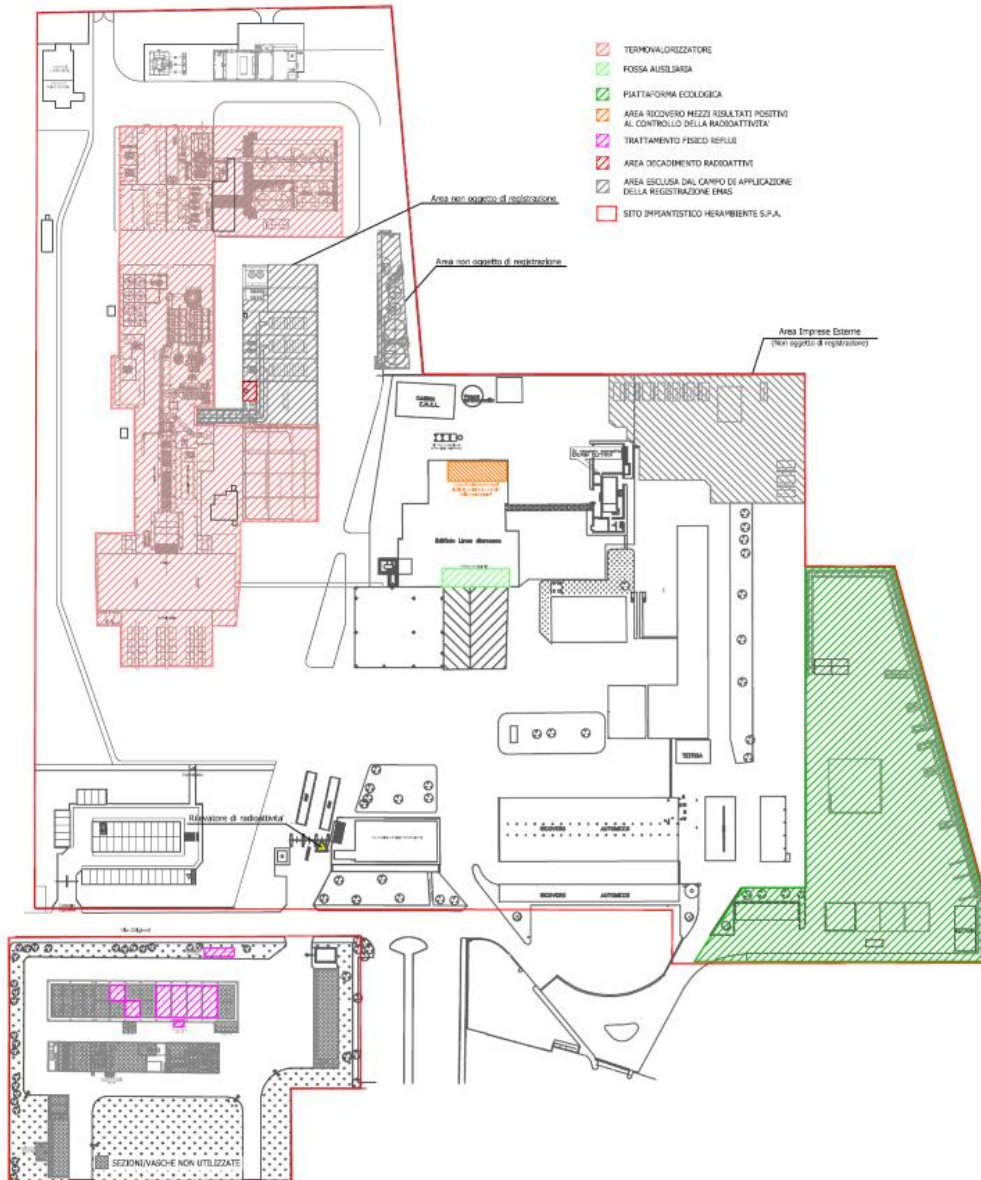 TERMOVALORIZZATORE
FOSSA AUSILIARIA
PIATTAFORMA ECOLOGICA
AREA RICOVERO MEZZI RISULTATI POSITIVI
AL CONTROLLO DELLA RADIOATTIVITA'
TRATTAMENTO FISICO REFLUI
AREA DECADIMENTO RADIOATTIVI
AREA ESCLUSA DAL CAMPO DI APPLICAZIONE
DELLA REGISTRAZIONE EMAS
SITO IMPIANTISTICO HERAMBIENTE S.P.A.
Area non oggetto di registrazione
Area non oggetto di registrazione
Area Imprese Esterne
(Non oggetto di registrazione)
CABINA
Edificio Linee dismesse
TETTOIA
Rilevatore di radioattivita'
RICOVERO AUTOMEZZI
RICOVERO AUTOMEZZI
SEZIONI/VASCHE NON UTILIZZATE